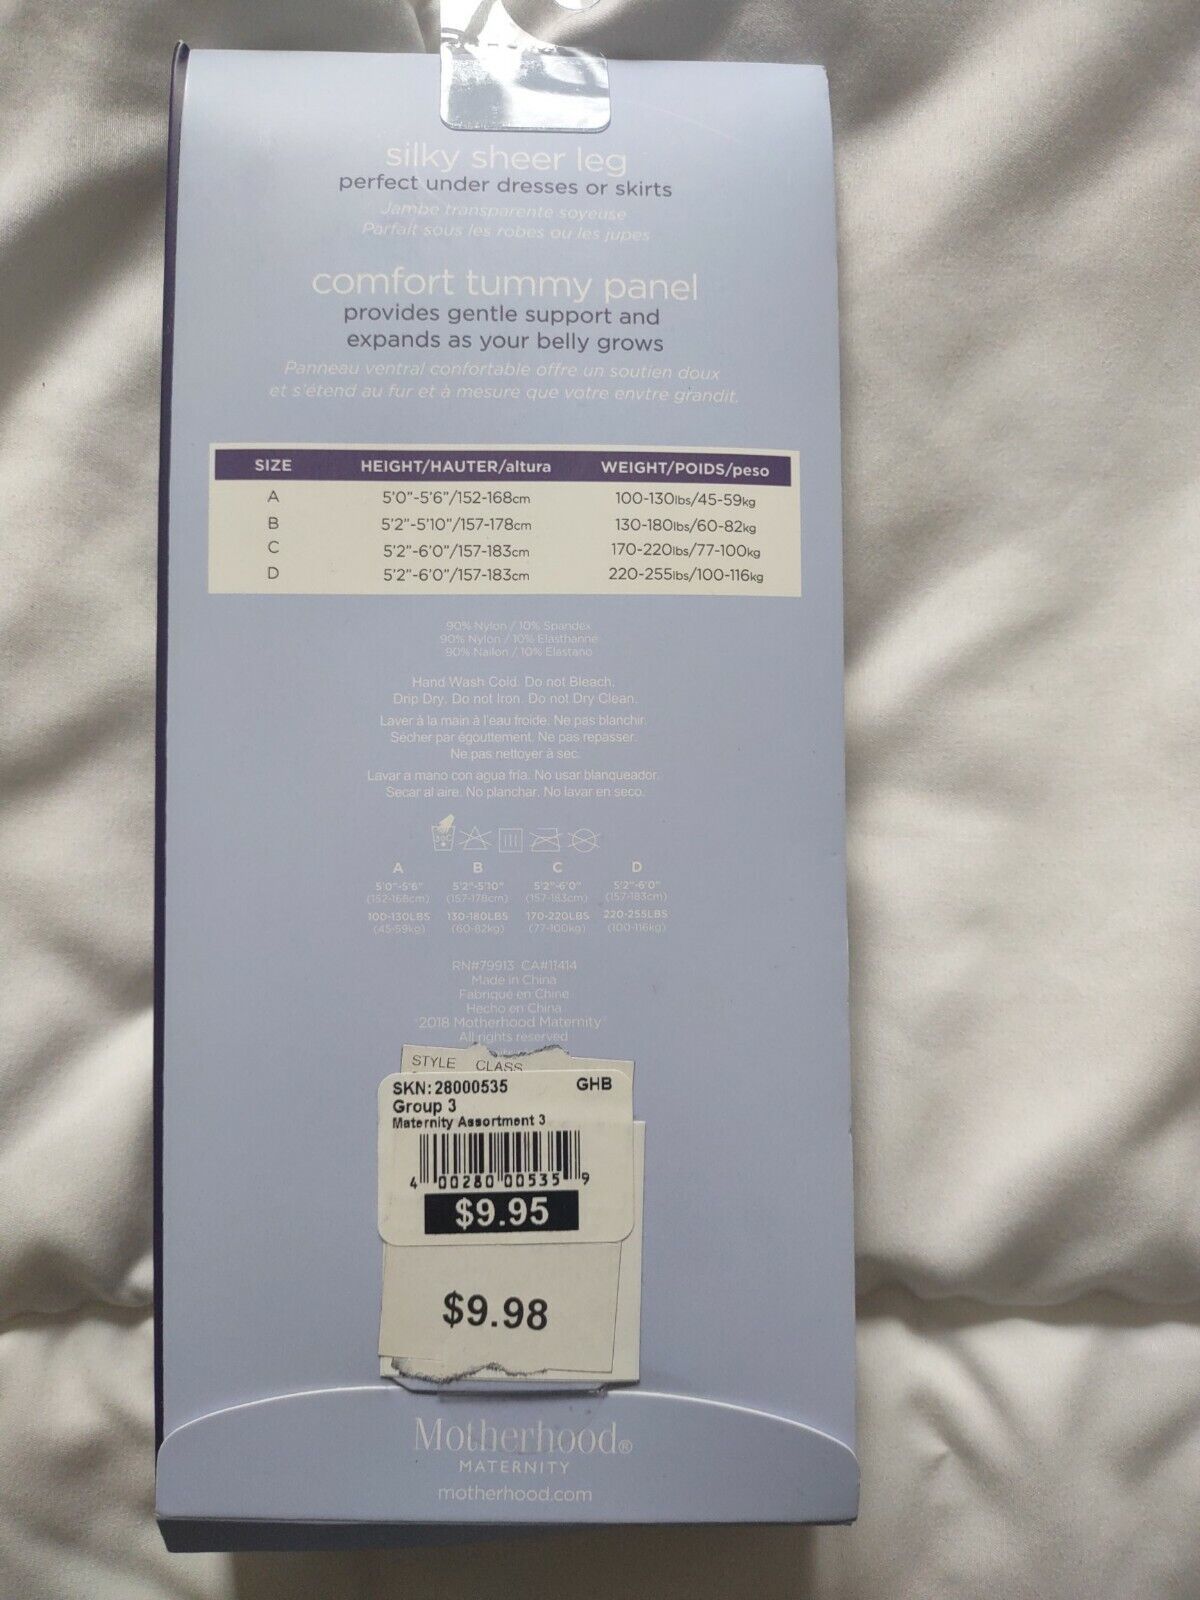 silky sheer leg
perfect under dresses or skirts
Jambe transparente soyeuse
Parfait sous les robes ou les jupes
comfort tummy panel
provides gentle support and
expands as your belly grows
Panneau ventral confortable offre un soutien doux
et s'étend au fur et à mesure que votre envtre grandit.
SIZE HEIGHT/HAUTER/altura WEIGHT/POIDS/peso
A 5'0"-5'6"/152-168cm 100-130lbs/45-59kg
B 5'2"-5'10"/157-178cm 130-180lbs/60-82kg
C 5'2"-6'0"/157-183cm 170-220lbs/77-100kg
D 5'2"-6'0"/157-183cm 220-255lbs/100-116kg
90% Nylon / 10% Spandex
90% Nylon / 10% Elasthanne
90% Nailon / 10% Elastano
Hand Wash Cold. Do not Bleach.
Drip Dry. Do not Iron. Do not Dry Clean.
Laver à la main à l'eau froide. Ne pas blanchir.
Sécher par égouttement. Ne pas repasser.
Ne pas nettoyer à sec.
Lavar a mano con agua fría. No usar blanqueador.
Secar al aire. No planchar. No lavar en seco.
30C
A B C D
5'0"-5'6" 5'2"-5'10" 5'2"-6'0" 5'2"-6'0"
(152-168cm) (157-178cm) (157-183cm) (157-183cm)
100-130LBS 130-180LBS 170-220LBS 220-255LBS
(45-59kg) (60-82kg) (77-100kg) (100-116kg)
RN#79913 CA#11414
Made in China
Fabriqué en Chine
Hecho en China
2018 Motherhood Maternity
All rights reserved
STYLE CLASS
SKN: 28000535 GHB
Group 3
Maternity Assortment 3
4 00280 00535 9
$9.95
$9.98
Motherhood®
MATERNITY
motherhood.com